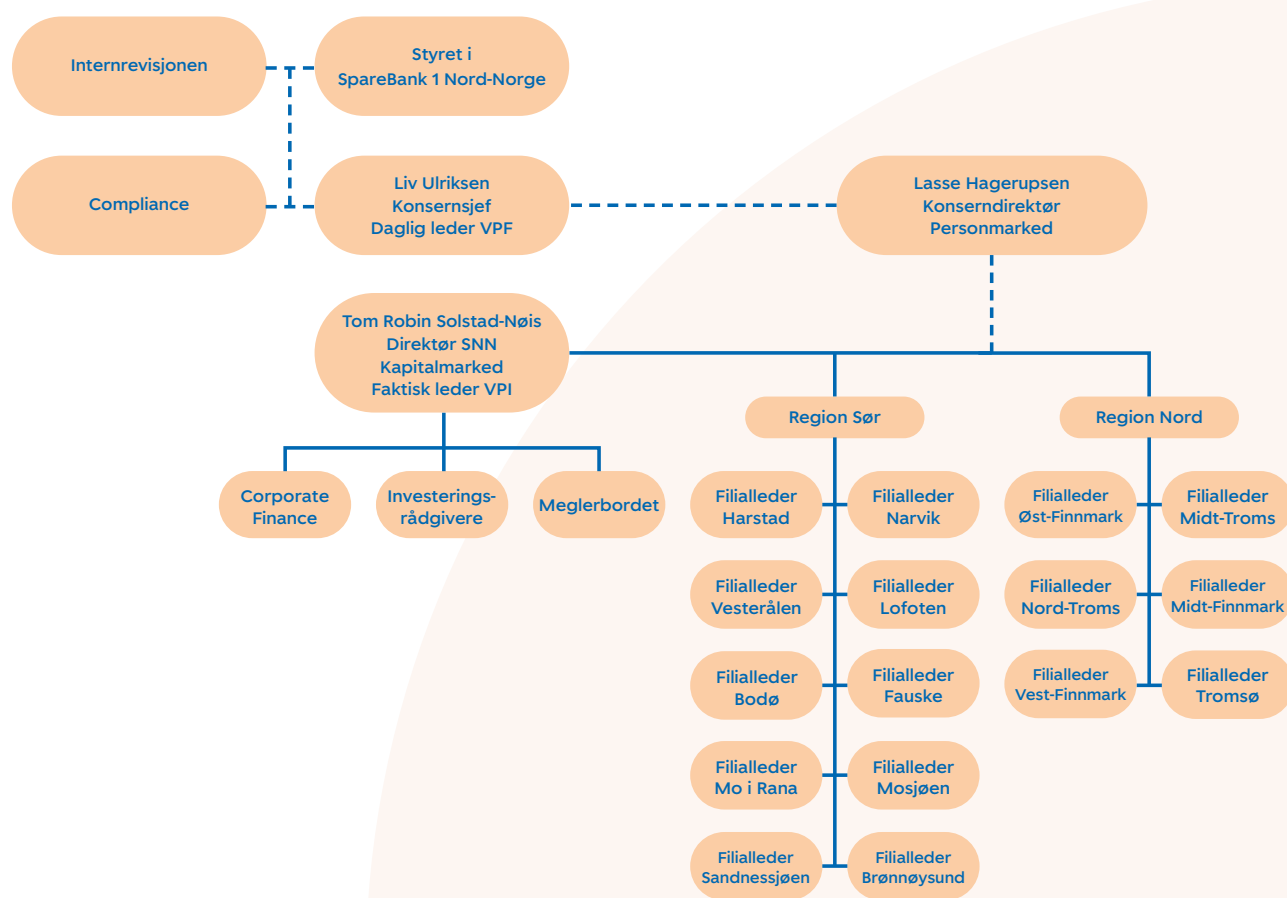 Internrevisjonen
Styret i
SpareBank 1 Nord-Norge
Compliance
Liv Ulriksen
Konsernsjef
Daglig leder VPF
Lasse Hagerupsen
Konserndirektør
Personmarked
Tom Robin Solstad-Nøis
Direktør SNN
Kapitalmarked
Faktisk leder VPI
Region Sør
Region Nord
Corporate
Finance
Investerings-
rådgivere
Meglerbordet
Filialleder
Harstad
Filialleder
Narvik
Filialleder
Øst-Finnmark
Filialleder
Midt-Troms
Filialleder
Vesterålen
Filialleder
Lofoten
Filialleder
Nord-Troms
Filialleder
Midt-Finnmark
Filialleder
Bodø
Filialleder
Fauske
Filialleder
Vest-Finnmark
Filialleder
Tromsø
Filialleder
Mo i Rana
Filialleder
Mosjøen
Filialleder
Sandnessjøen
Filialleder
Brønnøysund